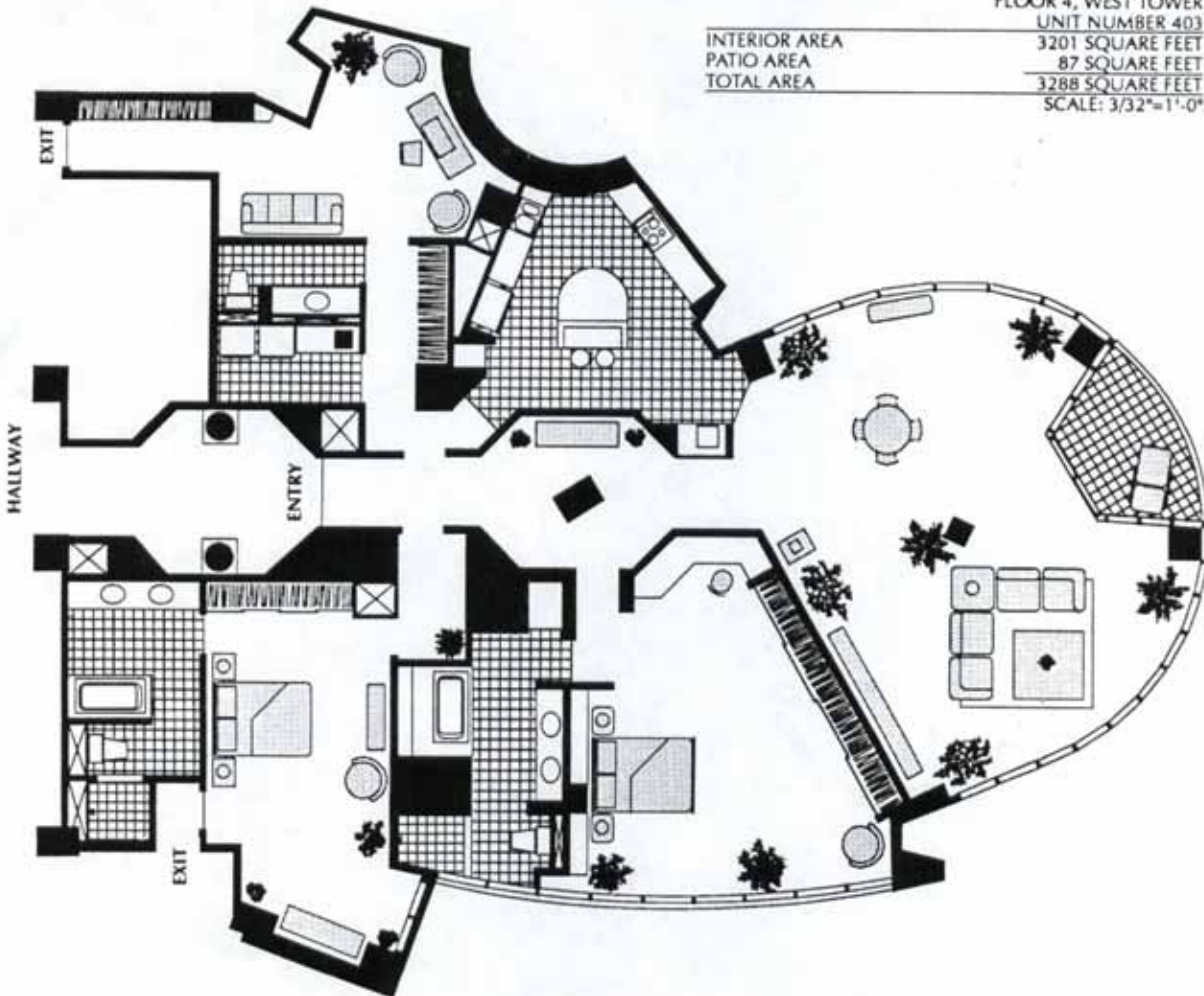 FLOOR 4, WEST TOWER
UNIT NUMBER 403
INTERIOR AREA 3201 SQUARE FEET
PATIO AREA 87 SQUARE FEET
TOTAL AREA 3288 SQUARE FEET
SCALE: 3/32"=1'-0"
EXIT
HALLWAY
ENTRY
EXIT